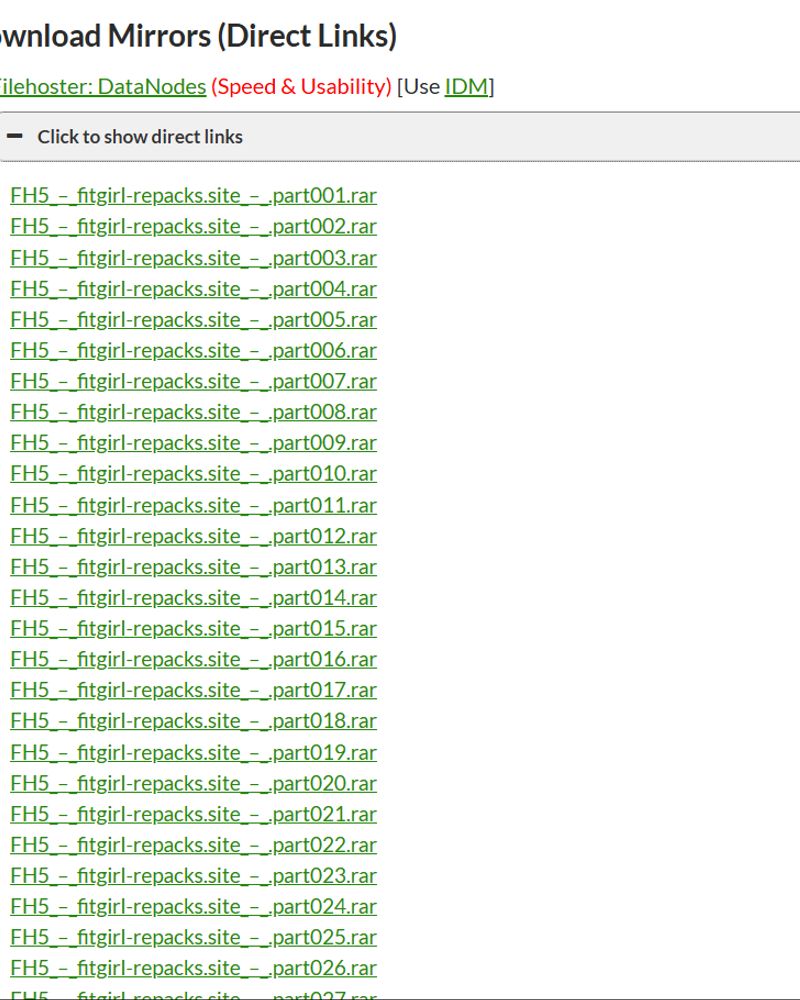 ownload Mirrors (Direct Links)
Filehoster: DataNodes (Speed & Usability) [Use IDM]
Click to show direct links
FH5_–_fitgirl-repacks.site_–_.part001.rar
FH5_–_fitgirl-repacks.site_–_.part002.rar
FH5_–_fitgirl-repacks.site_–_.part003.rar
FH5_–_fitgirl-repacks.site_–_.part004.rar
FH5_–_fitgirl-repacks.site_–_.part005.rar
FH5_–_fitgirl-repacks.site_–_.part006.rar
FH5_–_fitgirl-repacks.site_–_.part007.rar
FH5_–_fitgirl-repacks.site_–_.part008.rar
FH5_–_fitgirl-repacks.site_–_.part009.rar
FH5_–_fitgirl-repacks.site_–_.part010.rar
FH5_–_fitgirl-repacks.site_–_.part011.rar
FH5_–_fitgirl-repacks.site_–_.part012.rar
FH5_–_fitgirl-repacks.site_–_.part013.rar
FH5_–_fitgirl-repacks.site_–_.part014.rar
FH5_–_fitgirl-repacks.site_–_.part015.rar
FH5_–_fitgirl-repacks.site_–_.part016.rar
FH5_–_fitgirl-repacks.site_–_.part017.rar
FH5_–_fitgirl-repacks.site_–_.part018.rar
FH5_–_fitgirl-repacks.site_–_.part019.rar
FH5_–_fitgirl-repacks.site_–_.part020.rar
FH5_–_fitgirl-repacks.site_–_.part021.rar
FH5_–_fitgirl-repacks.site_–_.part022.rar
FH5_–_fitgirl-repacks.site_–_.part023.rar
FH5_–_fitgirl-repacks.site_–_.part024.rar
FH5_–_fitgirl-repacks.site_–_.part025.rar
FH5_–_fitgirl-repacks.site_–_.part026.rar
FH5_–_fitgirl-repacks.site_–_.part027.rar